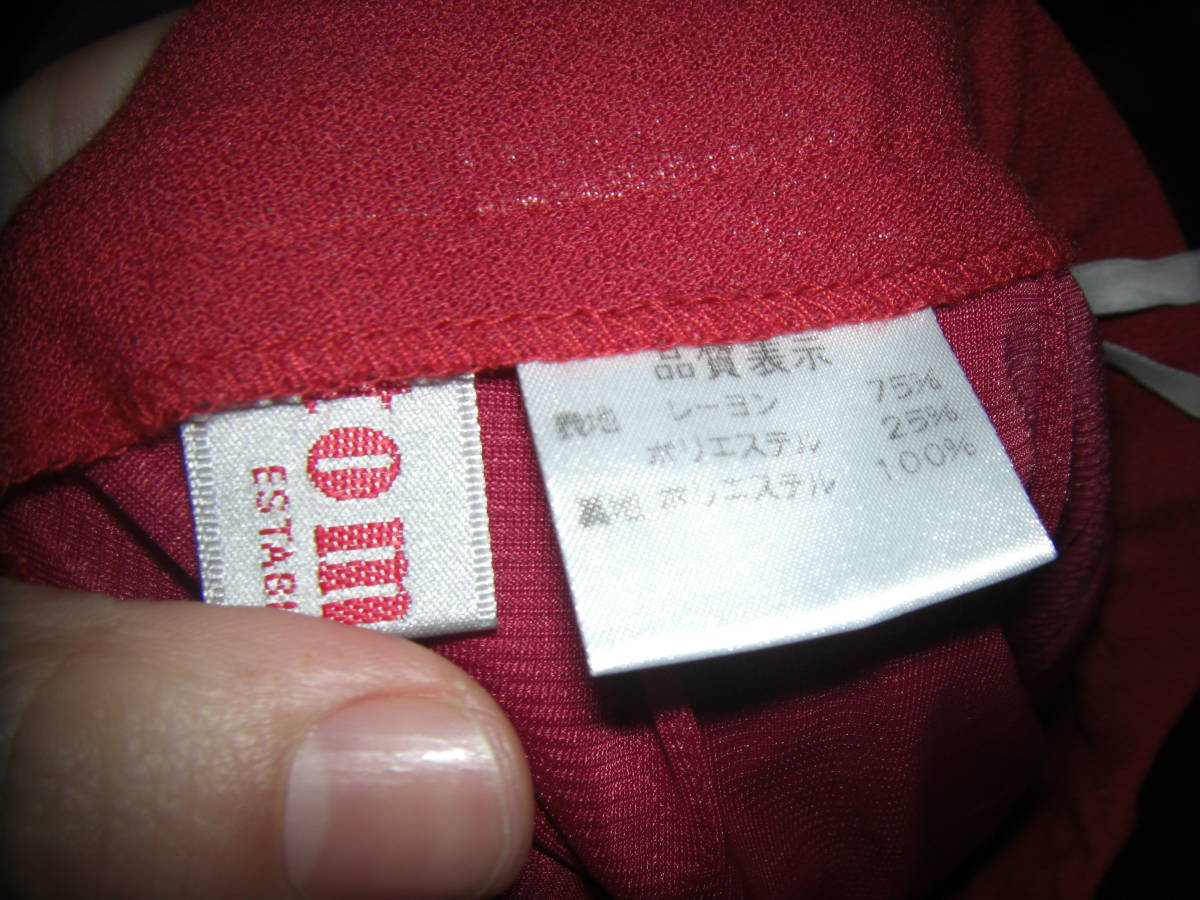 品質表示
表地 レーヨン 75%
ポリエステル 25%
裏地 ポリエステル 100%
om
ESTAB